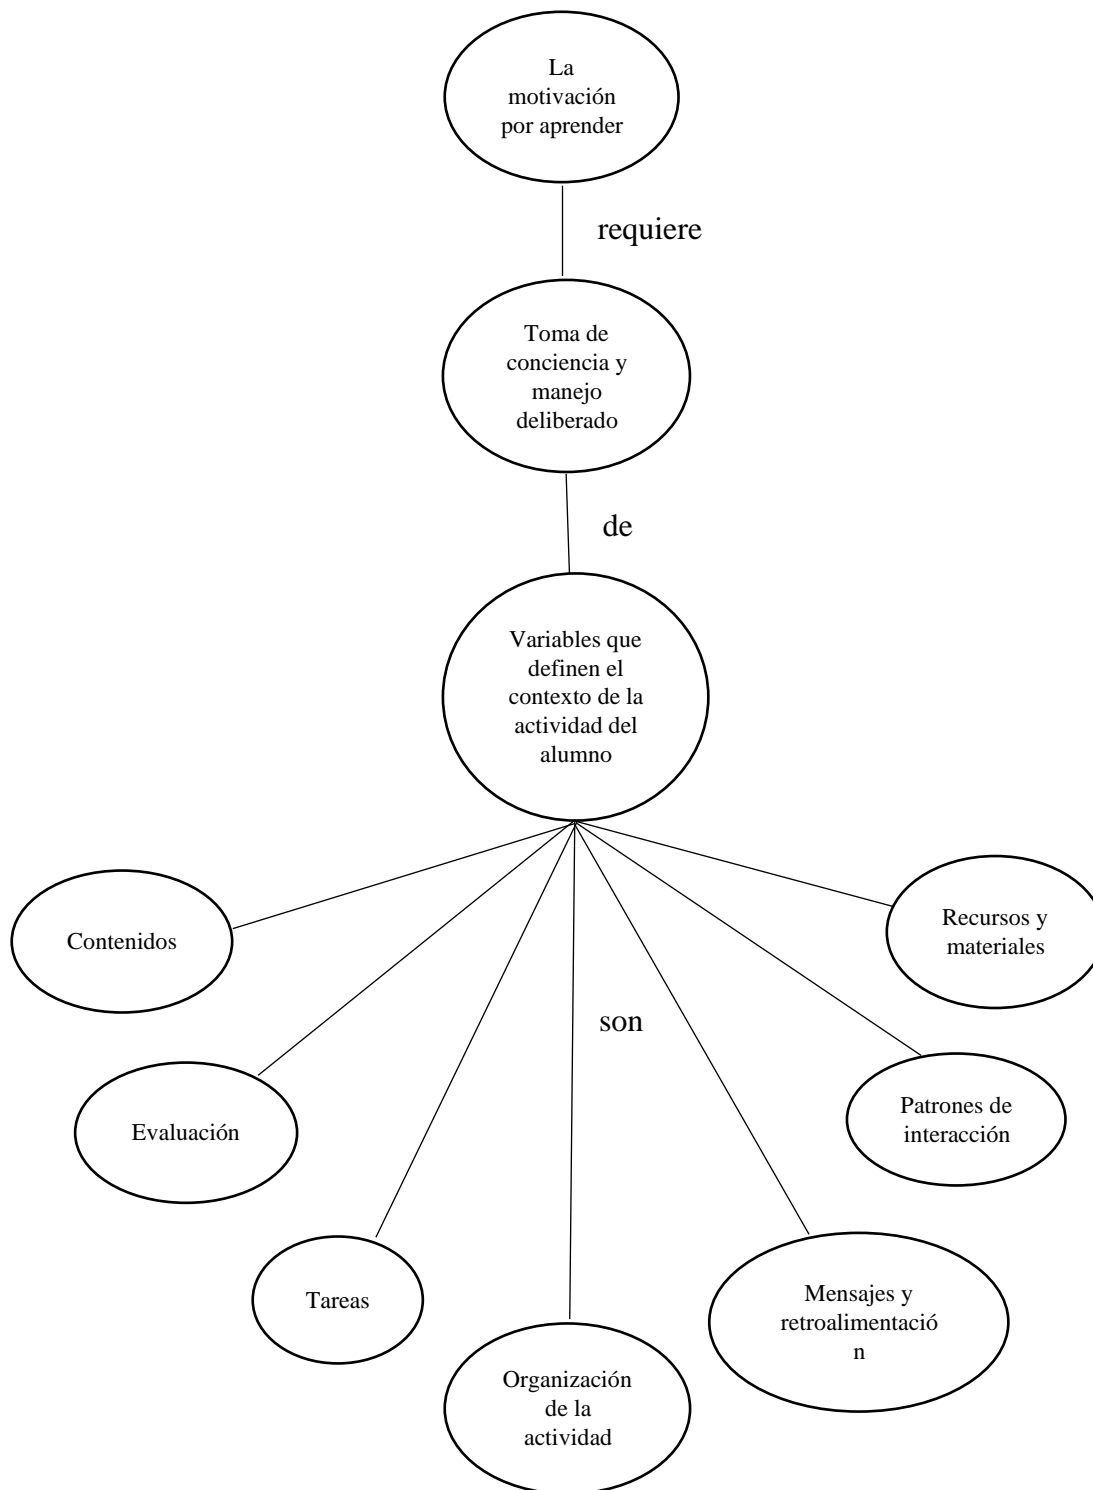 La
motivación
por aprender
requiere
Toma de
conciencia y
manejo
deliberado
de
Variables que
definen el
contexto de la
actividad del
alumno
Contenidos
Recursos y
materiales
son
Evaluación
Patrones de
interacción
Tareas
Mensajes y
retroalimentació
n
Organización
de la
actividad